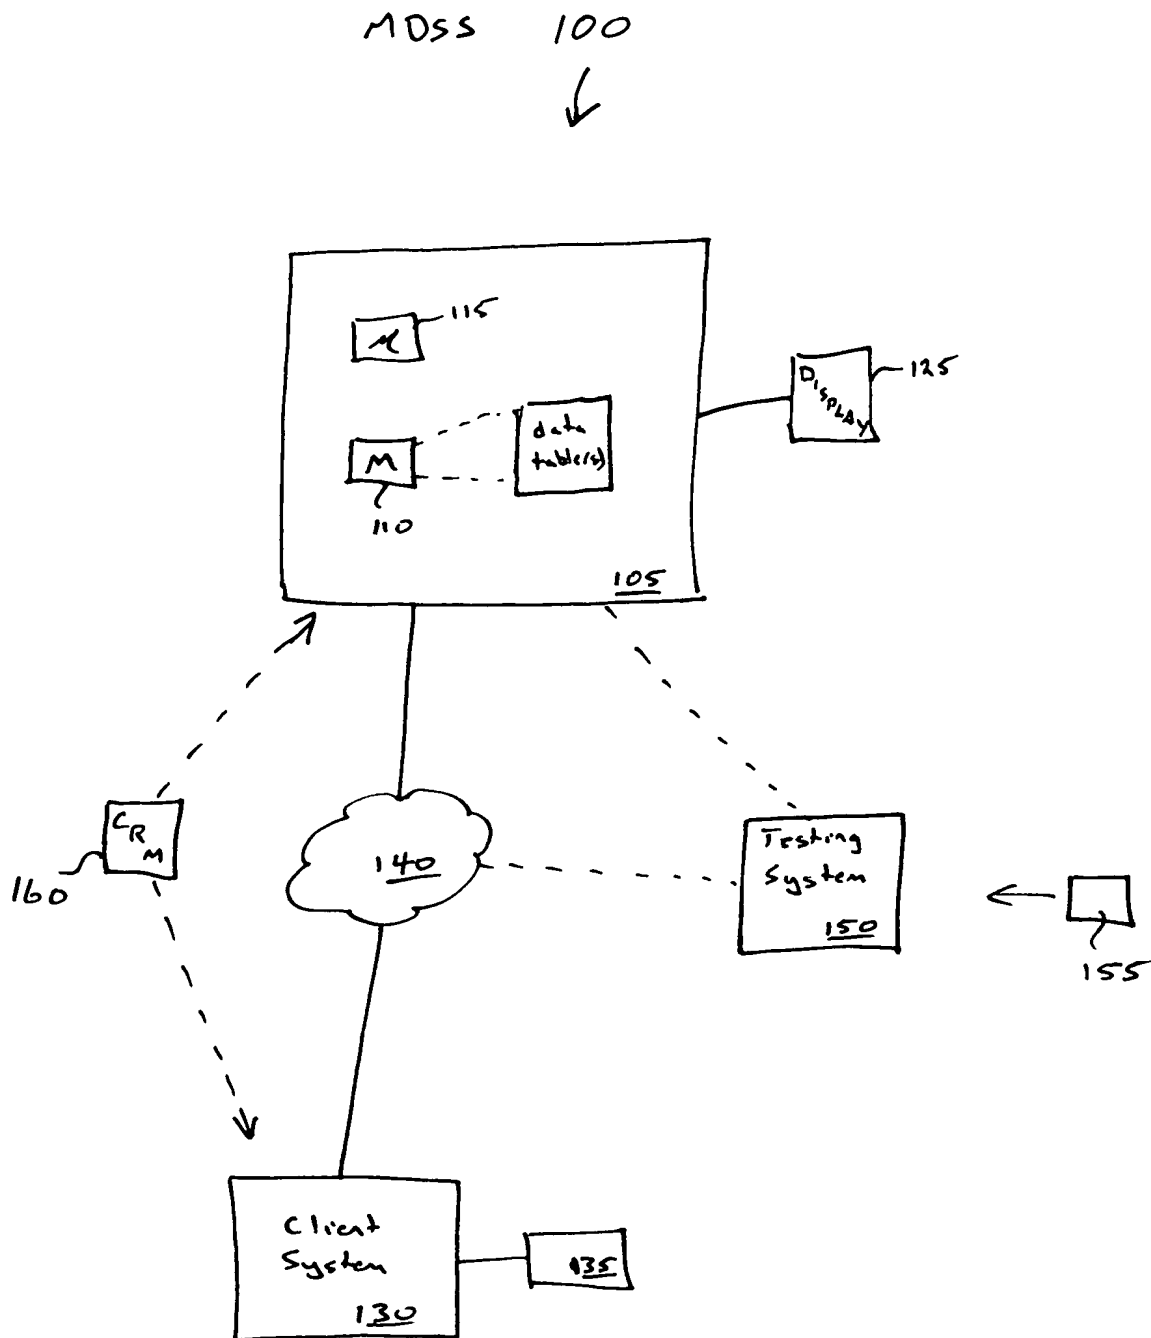 MDSS 100
115
M
DISPLAY
125
data
table(s)
M
110
105
CRM
160
140
Testing
System
150
155
Client
System
130
135